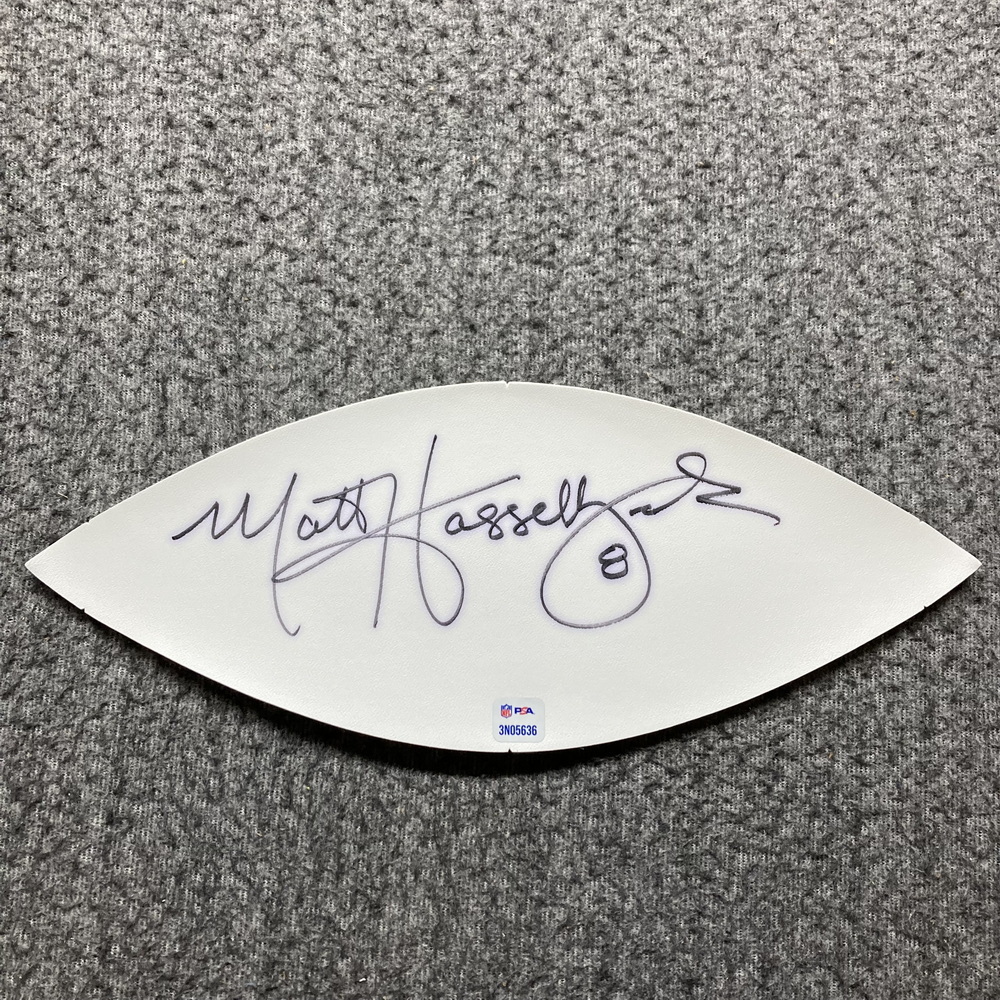 Matt Hasselbeck
8
NFL PSA
3N05636